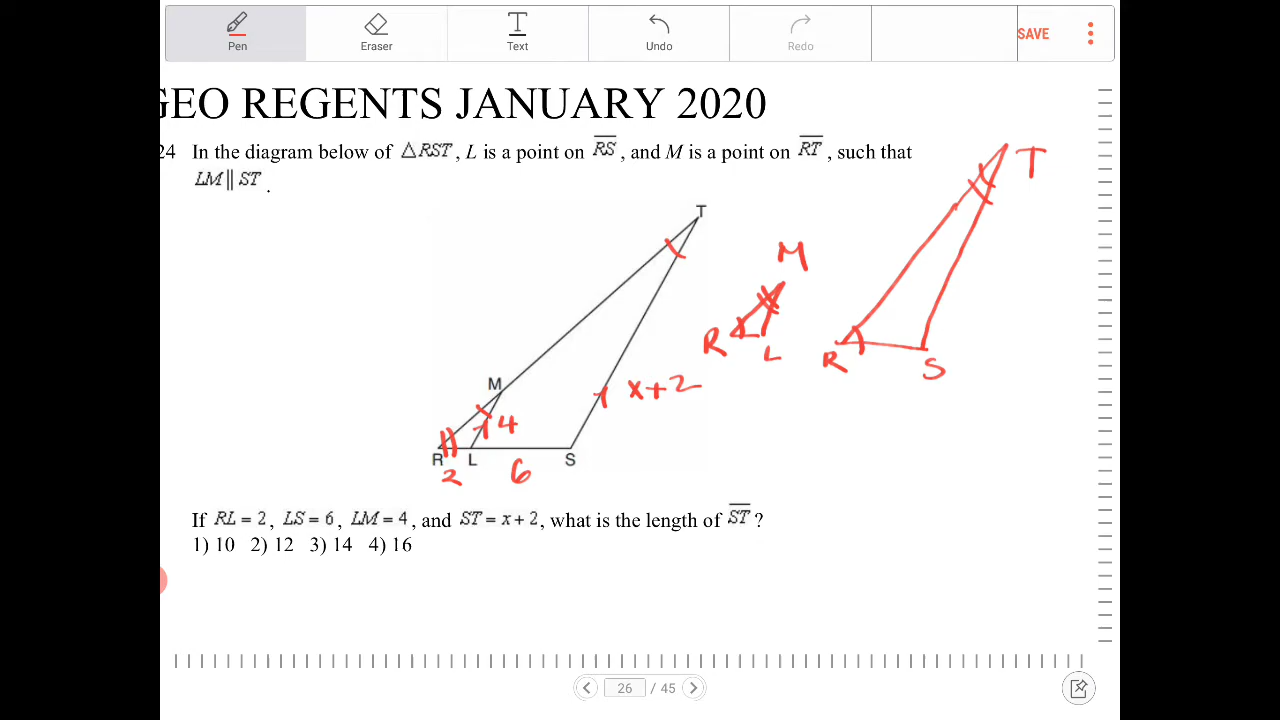 Pen Eraser Text Undo Redo SAVE
GEO REGENTS JANUARY 2020
24 In the diagram below of △RST, L is a point on RS, and M is a point on RT, such that
LM∥ST.
T
T
M
M
R
L
R
S
x+2
4
R L S
2
6
If RL = 2, LS = 6, LM = 4, and ST = x + 2, what is the length of ST?
1) 10 2) 12 3) 14 4) 16
26 / 45